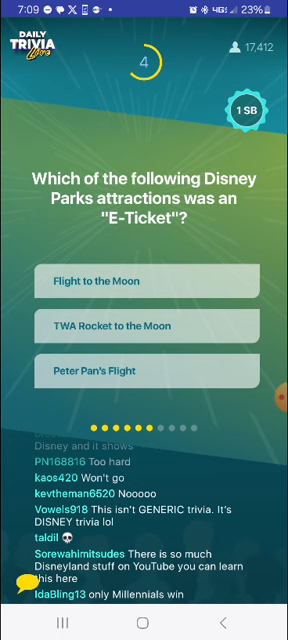 7:09
4G
23%
DAILY
TRIVIA
Live
4
17,412
1 SB
Which of the following Disney
Parks attractions was an
"E-Ticket"?
Flight to the Moon
TWA Rocket to the Moon
Peter Pan's Flight
Disney and it shows
PN168816 Too hard
kaos420 Won't go
kevtheman6520 Nooooo
Vowels918 This isn't GENERIC trivia. It's
DISNEY trivia lol
taldil 💀
Sorewahimitsudes There is so much
Disneyland stuff on YouTube you can learn
this here
IdaBling13 only Millennials win